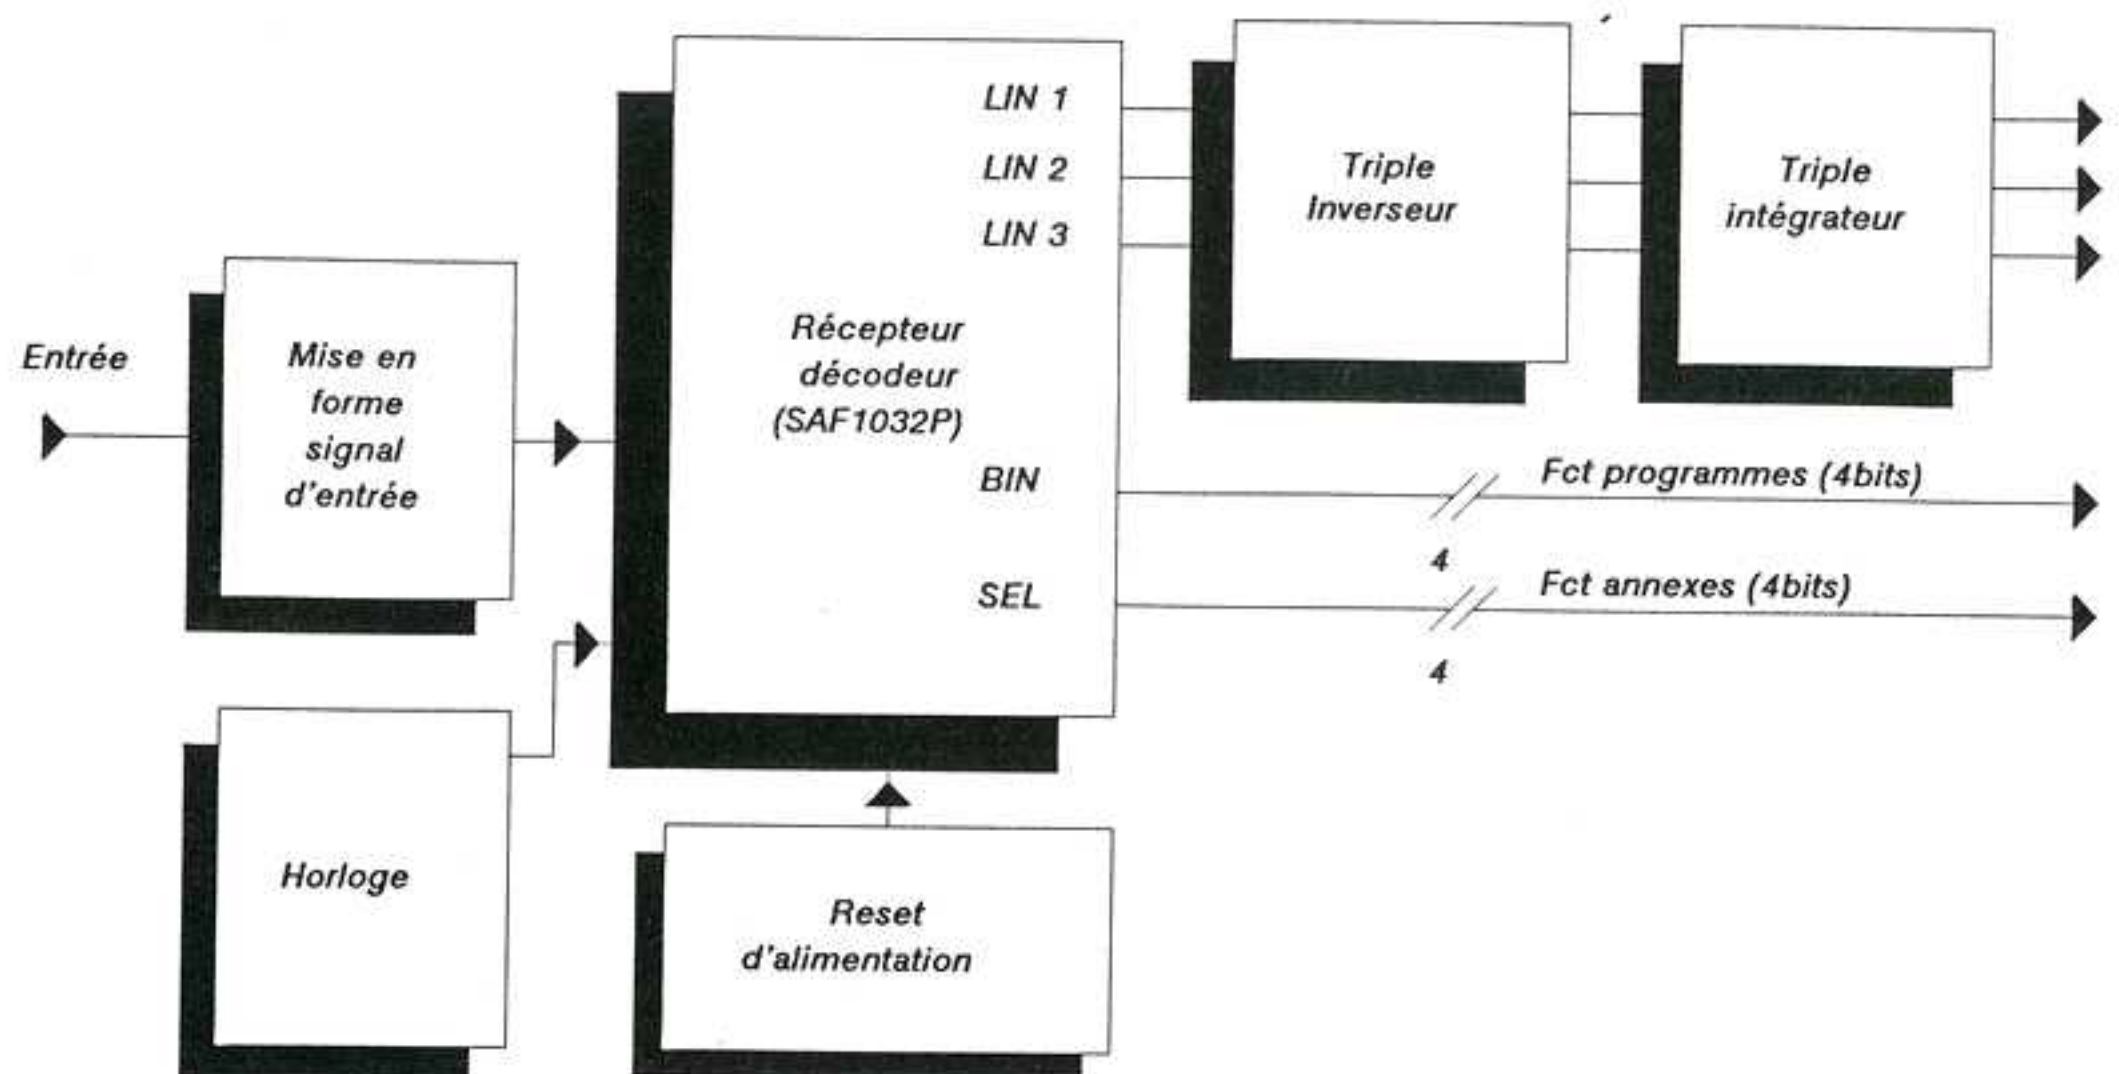 Entrée
Mise en
forme
signal
d'entrée
Horloge
LIN 1
LIN 2
LIN 3
Récepteur
décodeur
(SAF1032P)
BIN
SEL
Reset
d'alimentation
Triple
Inverseur
Triple
intégrateur
Fct programmes (4bits)
4
Fct annexes (4bits)
4